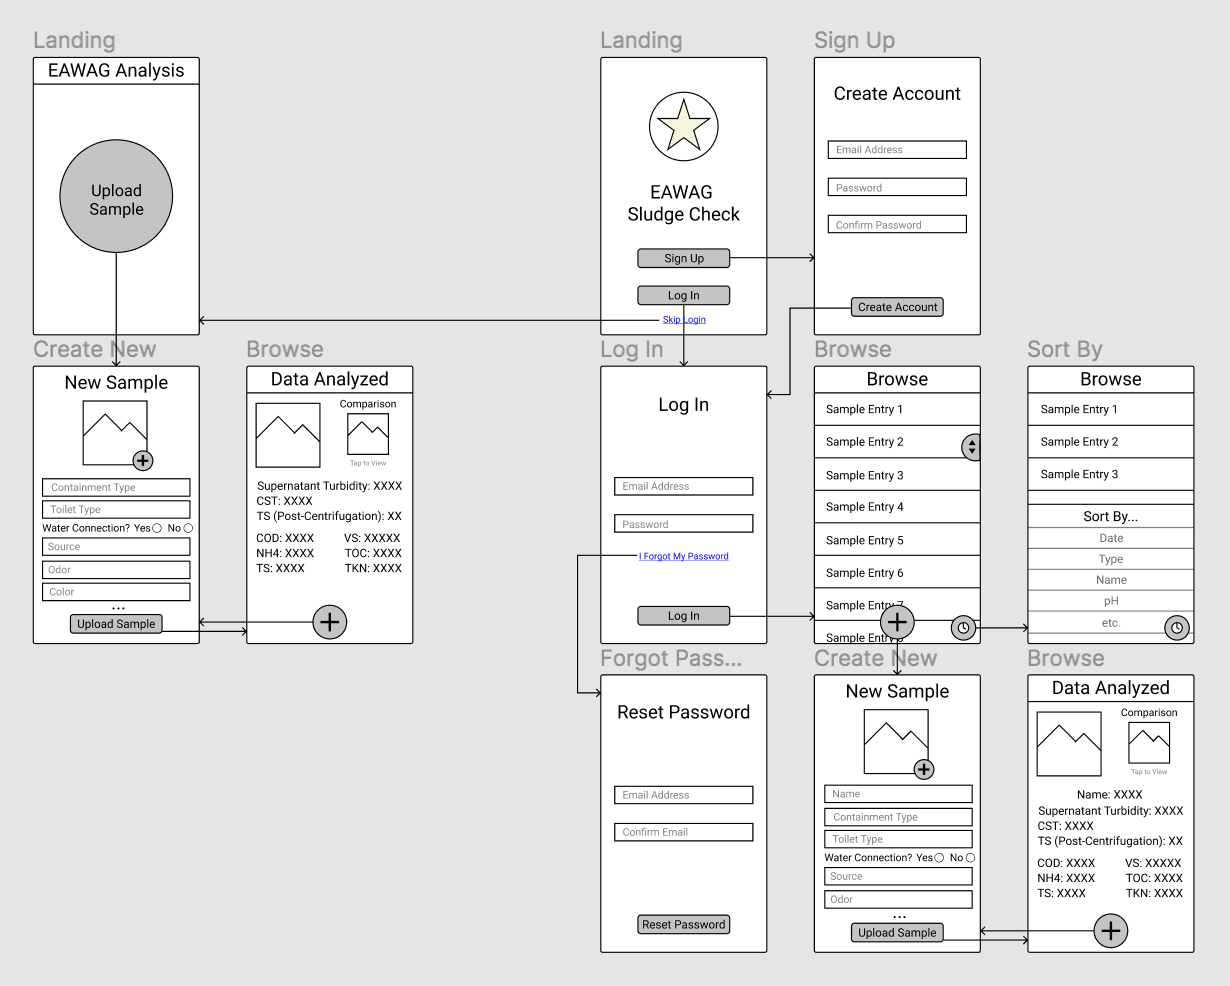 Landing
EAWAG Analysis
Upload
Sample
Landing
EAWAG
Sludge Check
Sign Up
Log In
Skip Login
Sign Up
Create Account
Email Address
Password
Confirm Password
Create Account
Create New
New Sample
Containment Type
Toilet Type
Water Connection? Yes No
Source
Odor
Color
...
Upload Sample
Browse
Data Analyzed
Comparison
Tap to View
Supernatant Turbidity: XXXX
CST: XXXX
TS (Post-Centrifugation): XX
COD: XXXX VS: XXXXX
NH4: XXXX TOC: XXXX
TS: XXXX TKN: XXXX
Log In
Log In
Email Address
Password
I Forgot My Password
Log In
Browse
Browse
Sample Entry 1
Sample Entry 2
Sample Entry 3
Sample Entry 4
Sample Entry 5
Sample Entry 6
Sample Entry 7
Sample Entry 8
Sort By
Browse
Sample Entry 1
Sample Entry 2
Sample Entry 3
Sort By...
Date
Type
Name
pH
etc.
Forgot Pass...
Reset Password
Email Address
Confirm Email
Reset Password
Create New
New Sample
Name
Containment Type
Toilet Type
Water Connection? Yes No
Source
Odor
...
Upload Sample
Browse
Data Analyzed
Comparison
Tap to View
Name: XXXX
Supernatant Turbidity: XXXX
CST: XXXX
TS (Post-Centrifugation): XX
COD: XXXX VS: XXXXX
NH4: XXXX TOC: XXXX
TS: XXXX TKN: XXXX